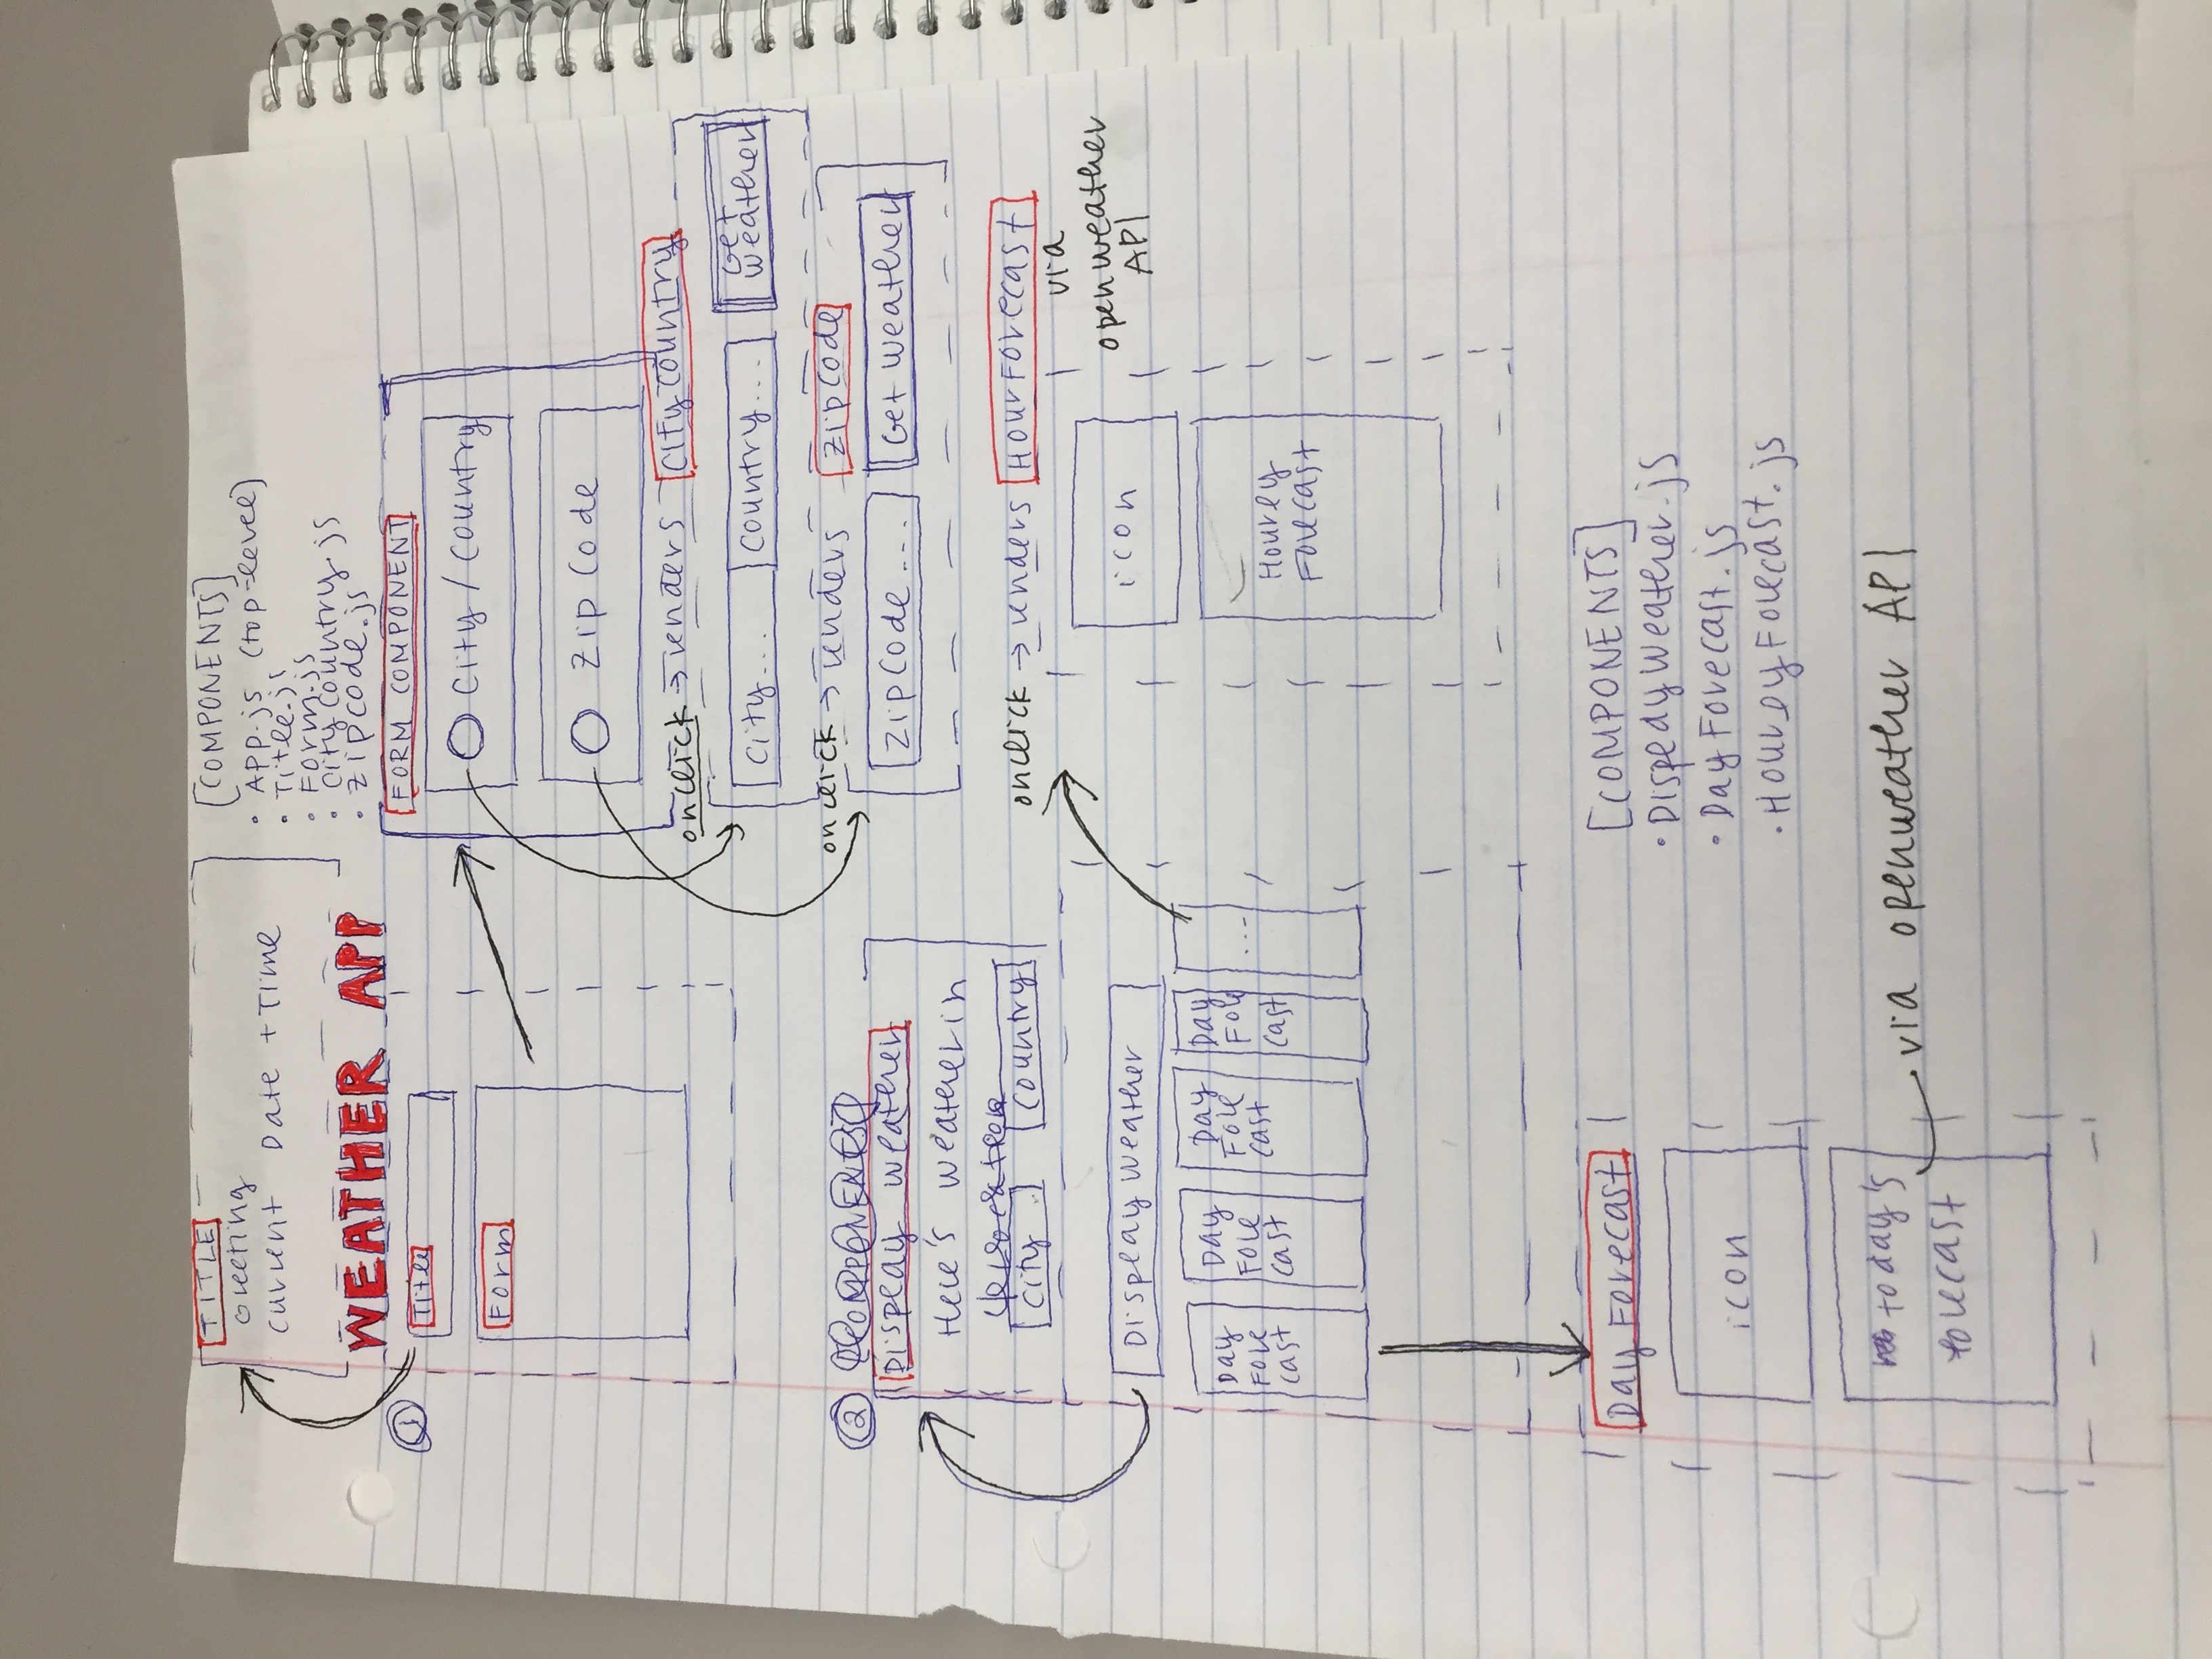 TITLE
Greeting
current Date + Time
[COMPONENTS]
• App.js (top-level)
• Title.js
• Form.js
• CityCountry.js
• ZipCode.js
WEATHER APP
1
Title
Form
FORM COMPONENT
City / Country
Zip Code
onclick → renders CityCountry
City...
Country...
Get
Weather
onclick → renders ZipCode
ZipCode ...
Get Weather
2 [COMPONENTS]
Display Weather
Here's weather in
City
Country
Display Weather
Day
Fore
cast
Day
Fore
cast
Day
Fore
cast
Day
Fore
cast
...
onclick → renders HourForecast
via
openweather
API
icon
Hourly
Forecast
Day Forecast
icon
today's
forecast
via openweather API
[COMPONENTS]
• DisplayWeather.js
• DayForecast.js
• HourlyForecast.js